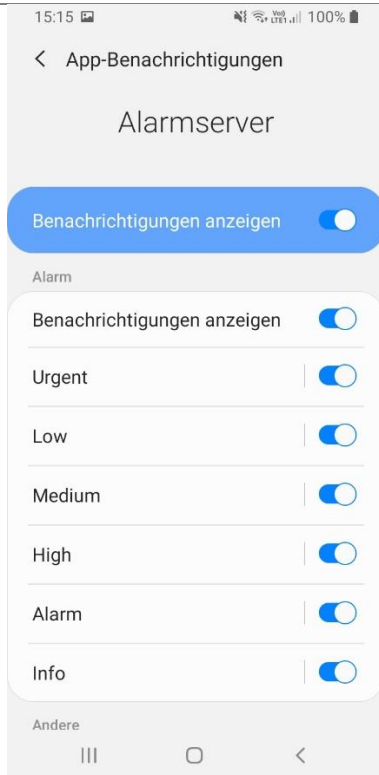 15:15 100%
App-Benachrichtigungen
Alarmserver
Benachrichtigungen anzeigen
Alarm
Benachrichtigungen anzeigen
Urgent
Low
Medium
High
Alarm
Info
Andere